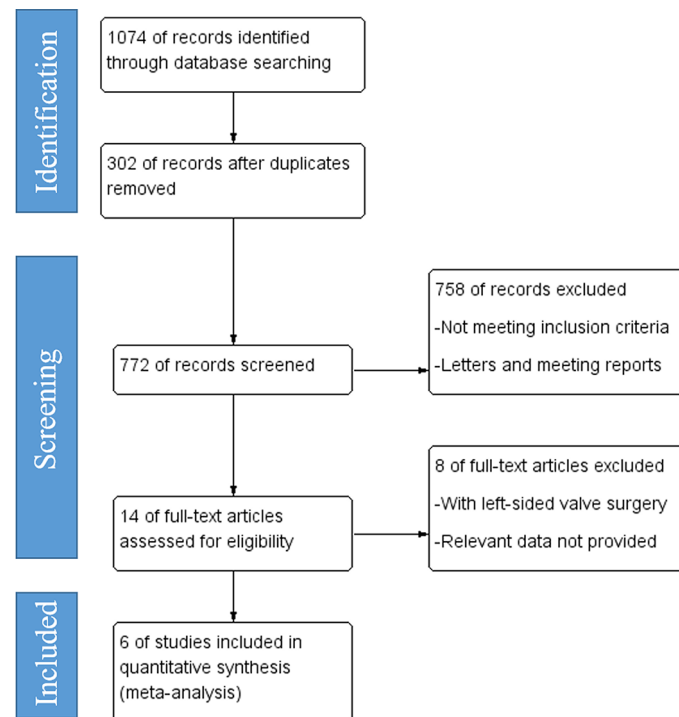 Identification
1074 of records identified
through database searching
302 of records after duplicates
removed
Screening
772 of records screened
758 of records excluded
-Not meeting inclusion criteria
-Letters and meeting reports
14 of full-text articles
assessed for eligibility
8 of full-text articles excluded
-With left-sided valve surgery
-Relevant data not provided
Included
6 of studies included in
quantitative synthesis
(meta-analysis)